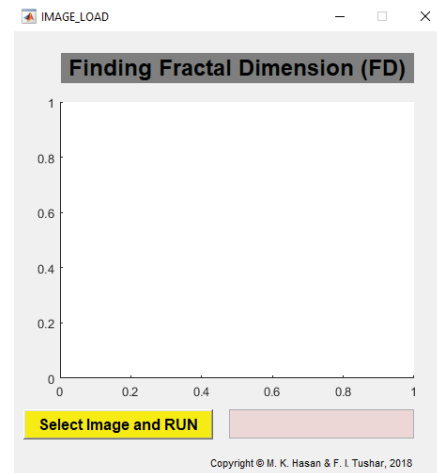 IMAGE_LOAD
Finding Fractal Dimension (FD)
1
0.8
0.6
0.4
0.2
0
0 0.2 0.4 0.6 0.8 1
Select Image and RUN
Copyright © M. K. Hasan & F. I. Tushar, 2018